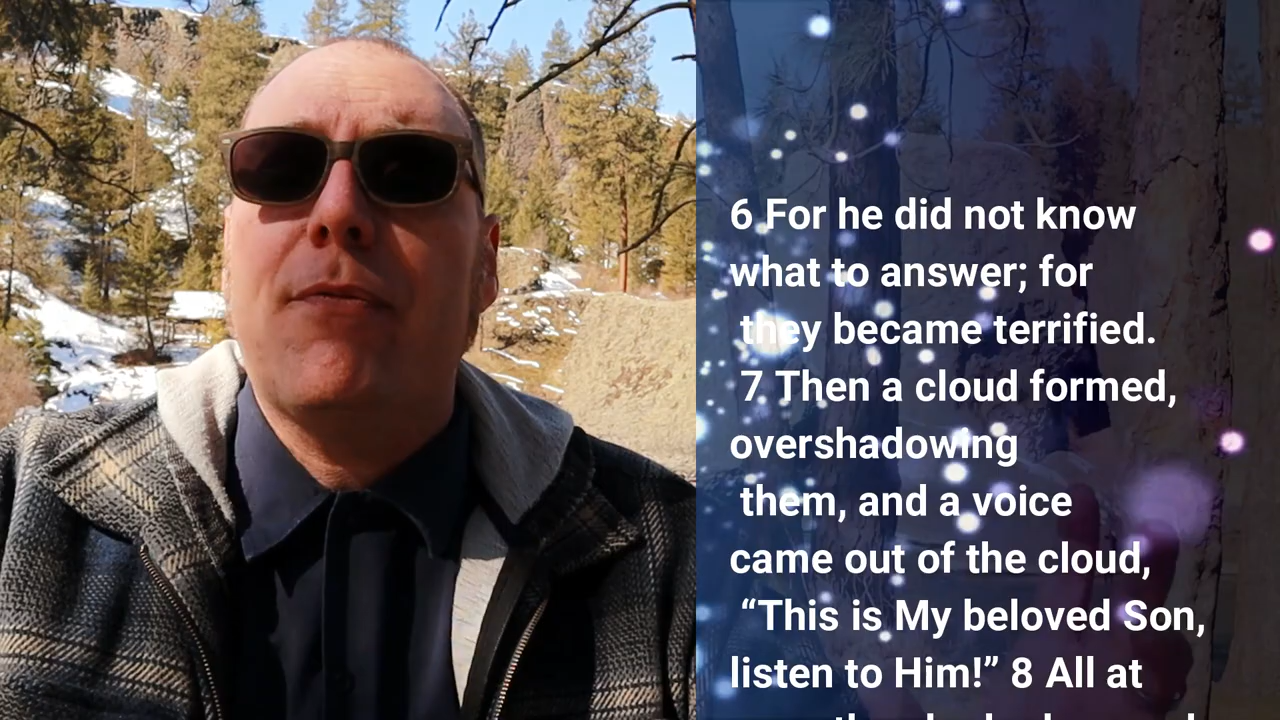 6 For he did not know
what to answer; for
they became terrified.
7 Then a cloud formed,
overshadowing
them, and a voice
came out of the cloud,
“This is My beloved Son,
listen to Him!” 8 All at